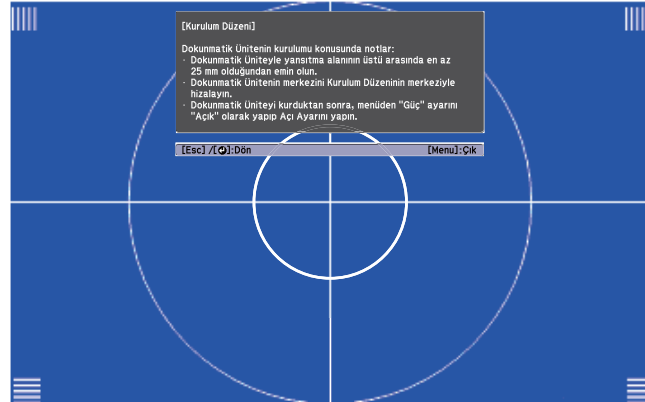 [Kurulum Düzeni]
Dokunmatik Ünitenin kurulumu konusunda notlar:
· Dokunmatik Üniteyle yansıtma alanının üstü arasında en az
25 mm olduğundan emin olun.
· Dokunmatik Ünitenin merkezini Kurulum Düzeninin merkeziyle
hizalayın.
· Dokunmatik Üniteyi kurduktan sonra, menüden "Güç" ayarını
"Açık" olarak yapıp Açı Ayarını yapın.
[Esc] /[⮌]:Dön [Menu]:Çık